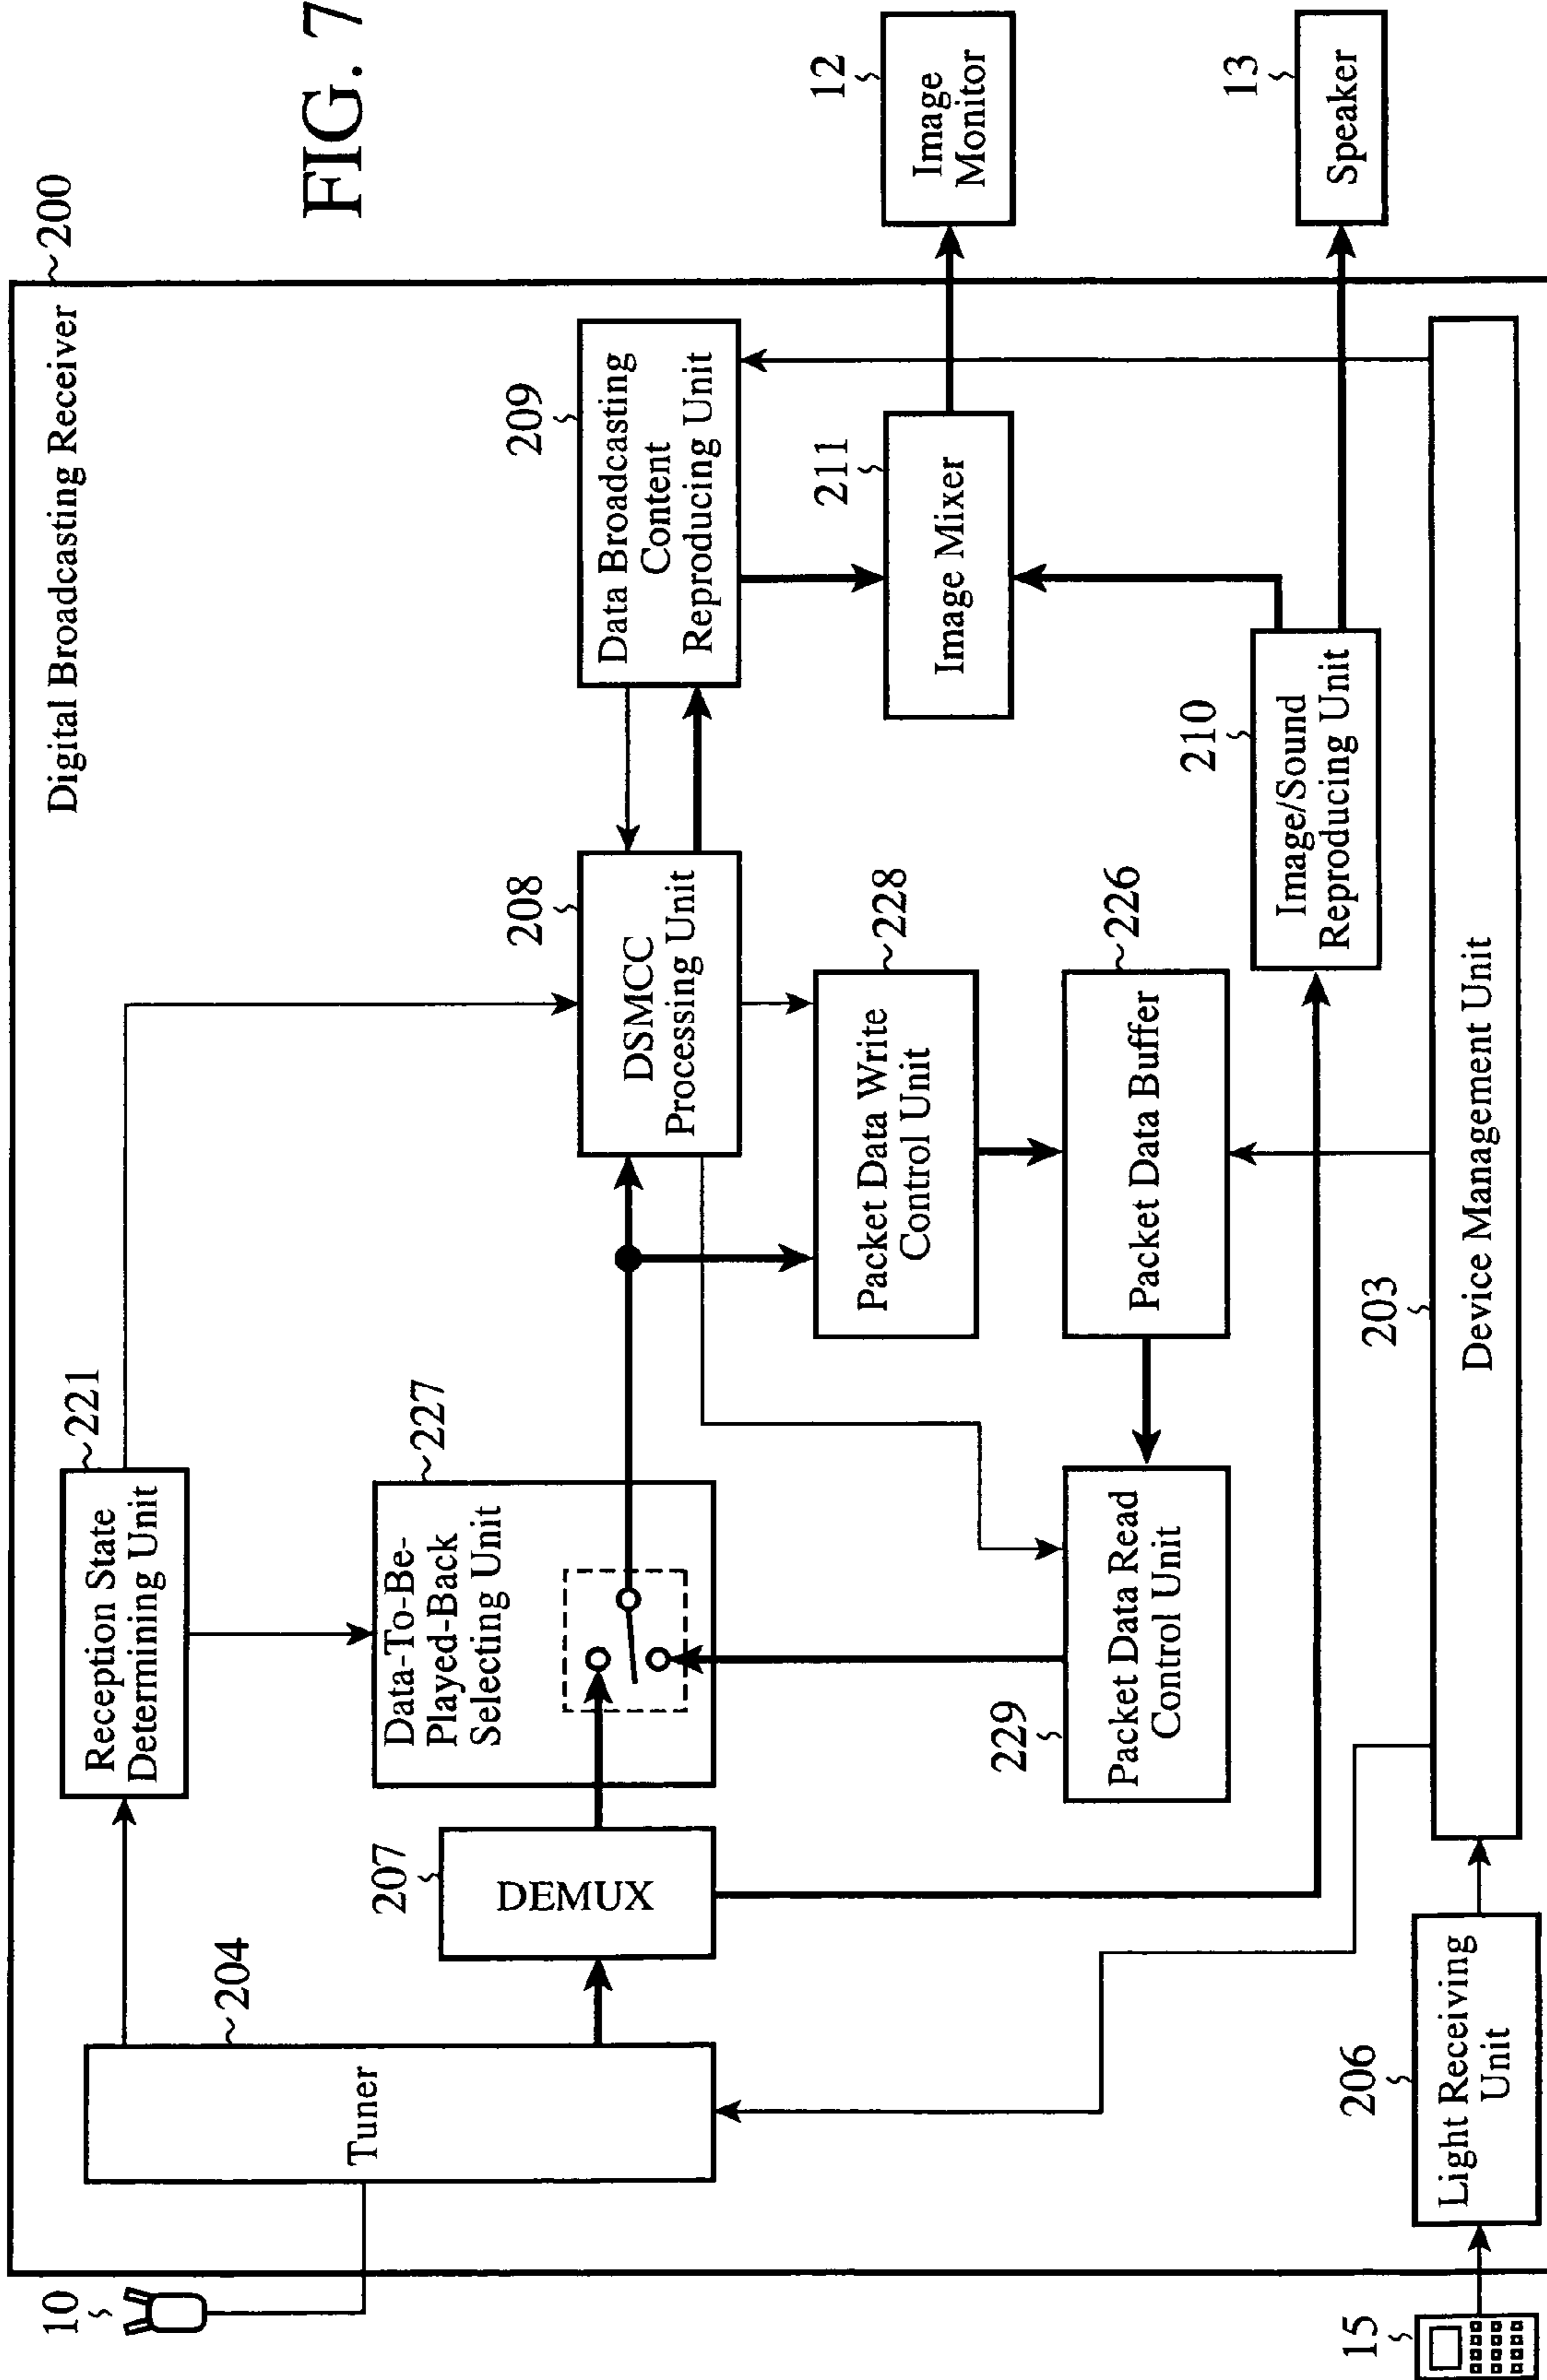 FIG. 7
200
Digital Broadcasting Receiver
10
Tuner
204
Reception State
Determining Unit
221
207
DEMUX
Data-To-Be-
Played-Back
Selecting Unit
227
208
DSMCC
Processing Unit
209
Data Broadcasting
Content
Reproducing Unit
211
Image Mixer
12
Image
Monitor
Packet Data Write
Control Unit
228
Packet Data Buffer
226
229
Packet Data Read
Control Unit
210
Image/Sound
Reproducing Unit
13
Speaker
15
206
Light Receiving
Unit
203
Device Management Unit